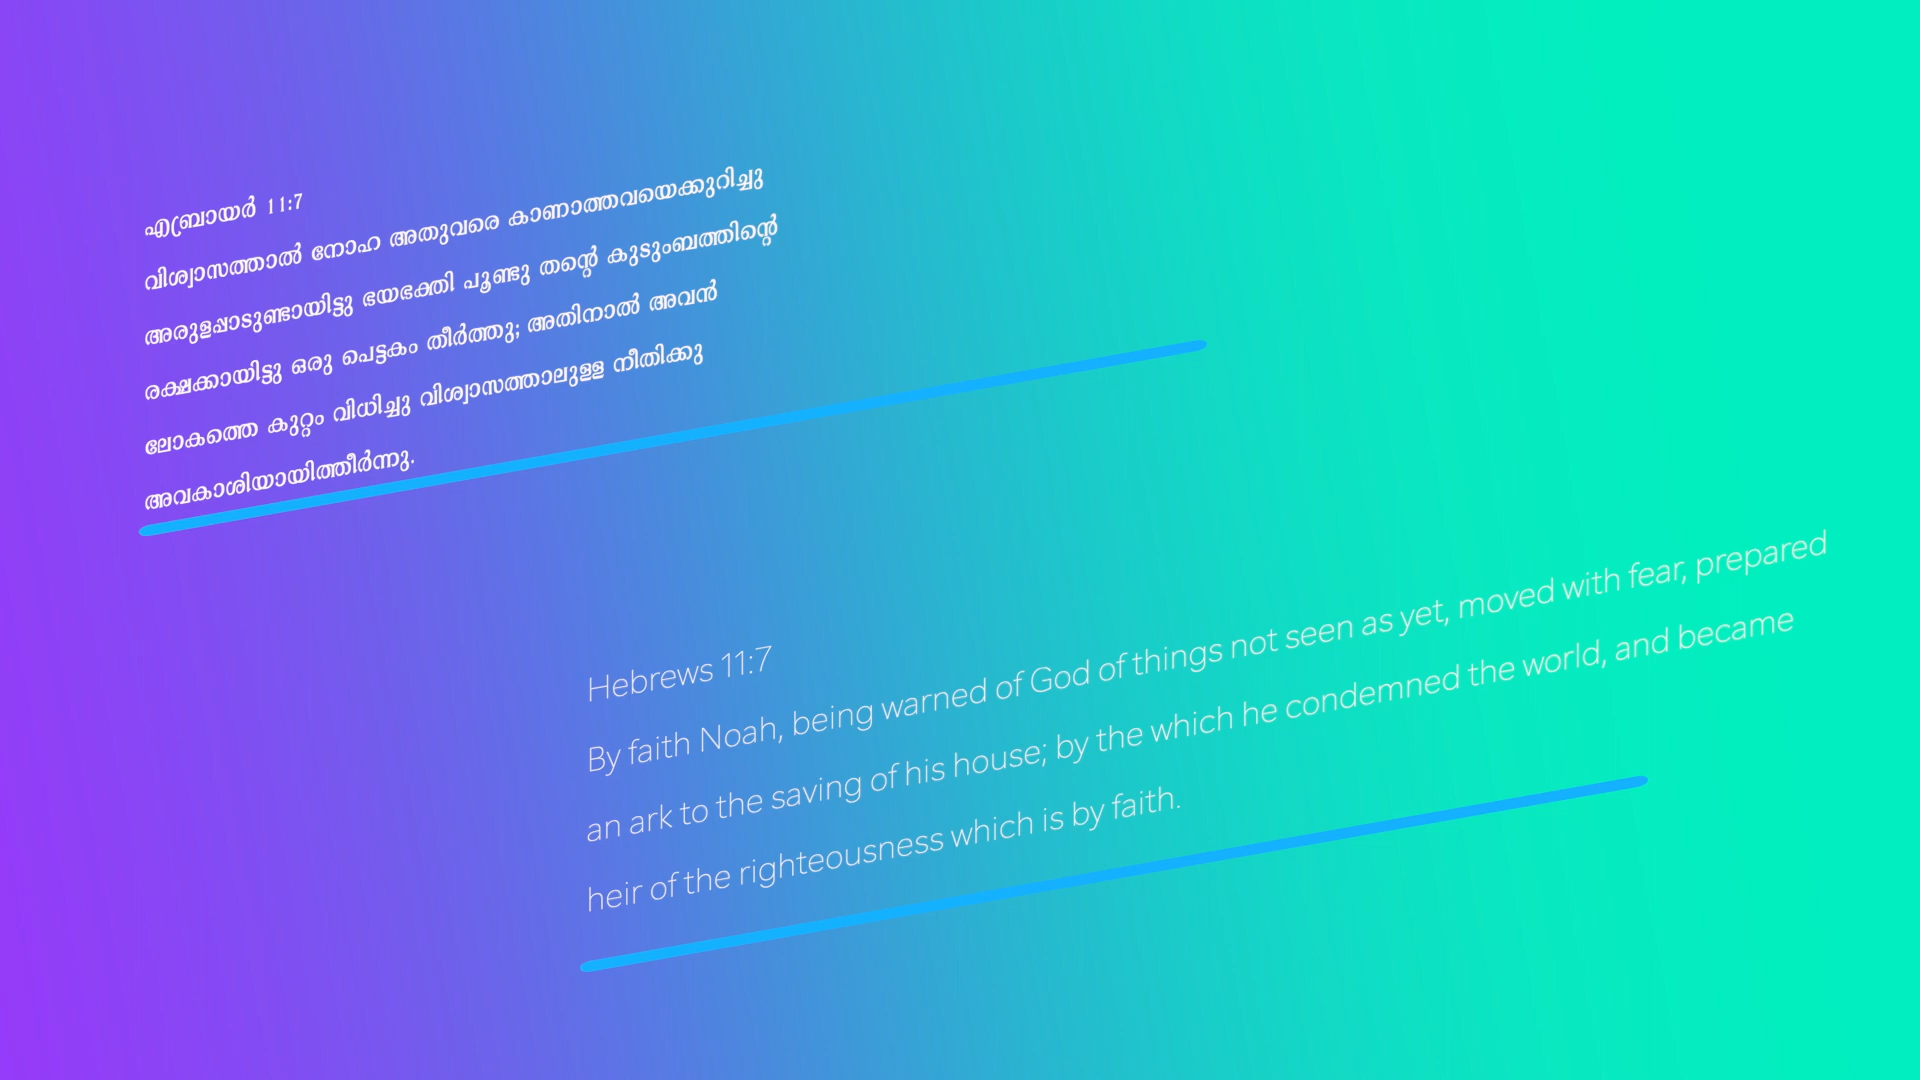 എബ്രായർ 11:7
വിശ്വാസത്താൽ നോഹ അതുവരെ കാണാത്തവയെക്കുറിച്ചു
അരുളപ്പാടുണ്ടായിട്ടു ഭയഭക്തി പൂണ്ടു തന്റെ കുടുംബത്തിന്റെ
രക്ഷക്കായിട്ടു ഒരു പെട്ടകം തീർത്തു; അതിനാൽ അവൻ
ലോകത്തെ കുറ്റം വിധിച്ചു വിശ്വാസത്താലുളള നീതിക്കു
അവകാശിയായിത്തീർന്നു.
Hebrews 11:7
By faith Noah, being warned of God of things not seen as yet, moved with fear, prepared
an ark to the saving of his house; by the which he condemned the world, and became
heir of the righteousness which is by faith.